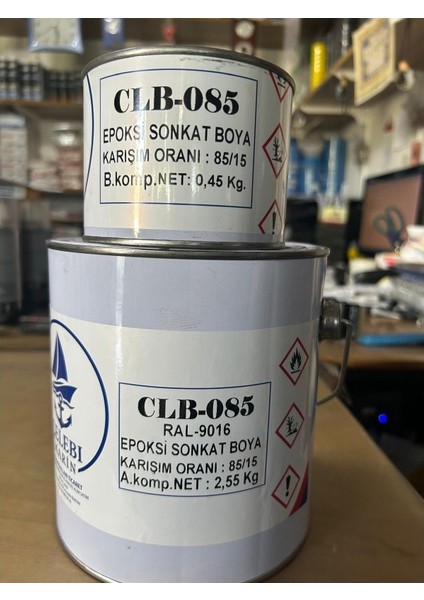 CLB-085
EPOKSİ SONKAT BOYA
KARIŞIM ORANI : 85/15
B.komp.NET: 0,45 Kg.
CLB-085
RAL-9016
EPOKSİ SONKAT BOYA
KARIŞIM ORANI : 85/15
A.komp.NET : 2,55 Kg
ELEBI